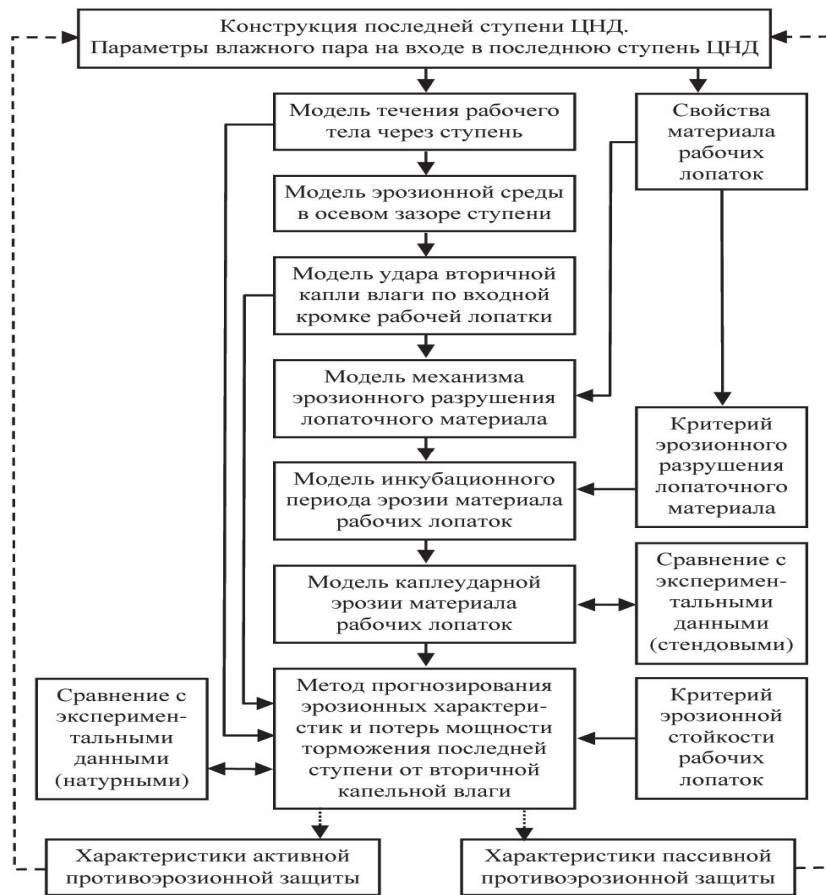 Конструкция последней ступени ЦНД.
Параметры влажного пара на входе в последнюю ступень ЦНД
Модель течения рабочего
тела через ступень
Свойства
материала
рабочих
лопаток
Модель эрозионной среды
в осевом зазоре ступени
Модель удара вторичной
капли влаги по входной
кромке рабочей лопатки
Модель механизма
эрозионного разрушения
лопаточного материала
Критерий
эрозионного
разрушения
лопаточного
материала
Модель инкубационного
периода эрозии материала
рабочих лопаток
Модель каплеударной
эрозии материала
рабочих лопаток
Сравнение с
эксперимен-
тальными
данными
(стендовыми)
Сравнение с
эксперимен-
тальными
данными
(натурными)
Метод прогнозирования
эрозионных характери-
стик и потерь мощности
торможения последней
ступени от вторичной
капельной влаги
Критерий
эрозионной
стойкости
рабочих
лопаток
Характеристики активной
противоэрозионной защиты
Характеристики пассивной
противоэрозионной защиты